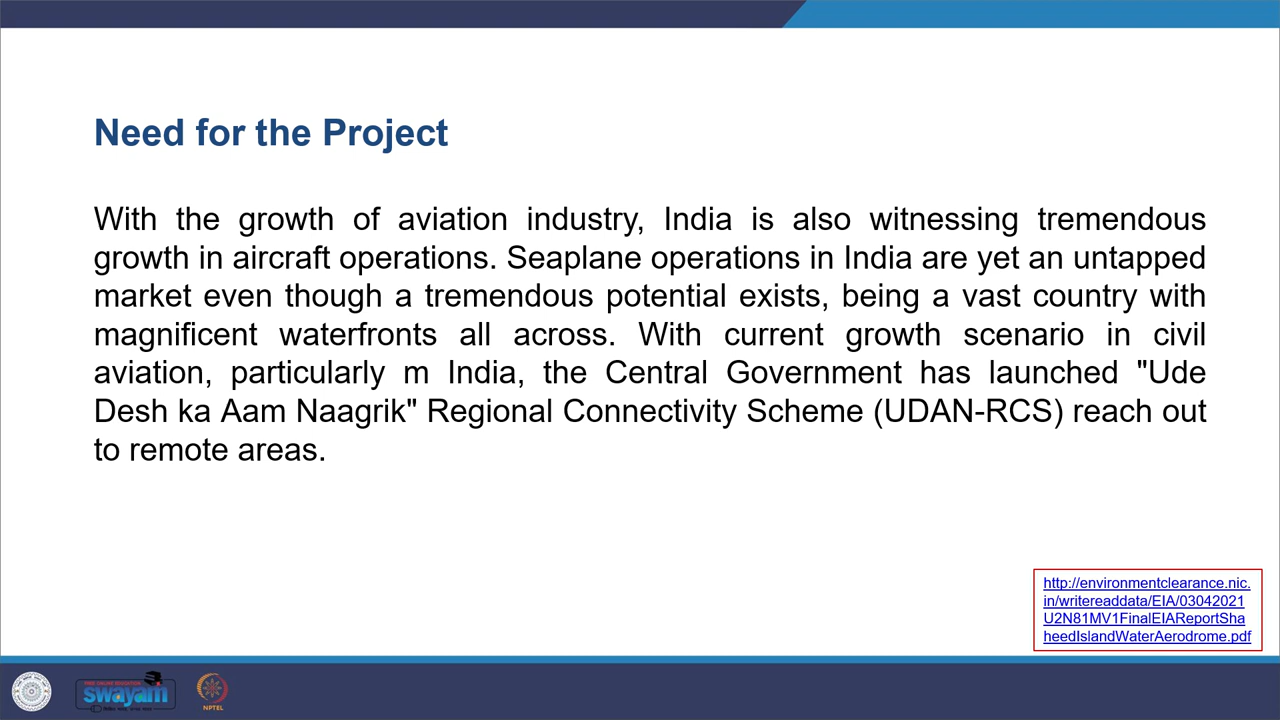 Need for the Project
With the growth of aviation industry, India is also witnessing tremendous
growth in aircraft operations. Seaplane operations in India are yet an untapped
market even though a tremendous potential exists, being a vast country with
magnificent waterfronts all across. With current growth scenario in civil
aviation, particularly m India, the Central Government has launched "Ude
Desh ka Aam Naagrik" Regional Connectivity Scheme (UDAN-RCS) reach out
to remote areas.
http://environmentclearance.nic.
in/writereaddata/EIA/03042021
U2N81MV1FinalEIAReportSha
heedIslandWaterAerodrome.pdf
swayam
NPTEL